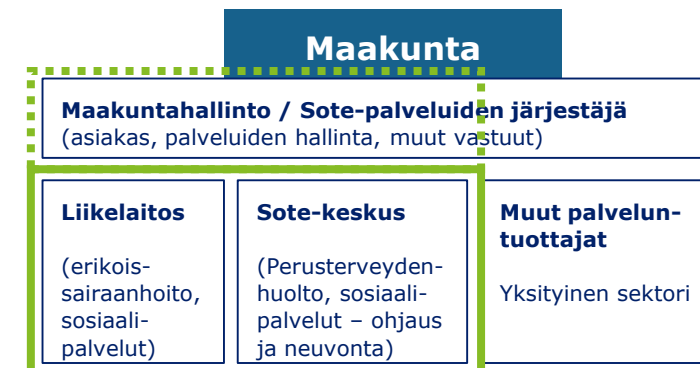 Maakunta
Maakuntahallinto / Sote-palveluiden järjestäjä
(asiakas, palveluiden hallinta, muut vastuut)
Liikelaitos
(erikois-
sairaanhoito,
sosiaali-
palvelut)
Sote-keskus
(Perusterveyden-
huolto, sosiaali-
palvelut – ohjaus
ja neuvonta)
Muut palvelun-
tuottajat
Yksityinen sektori